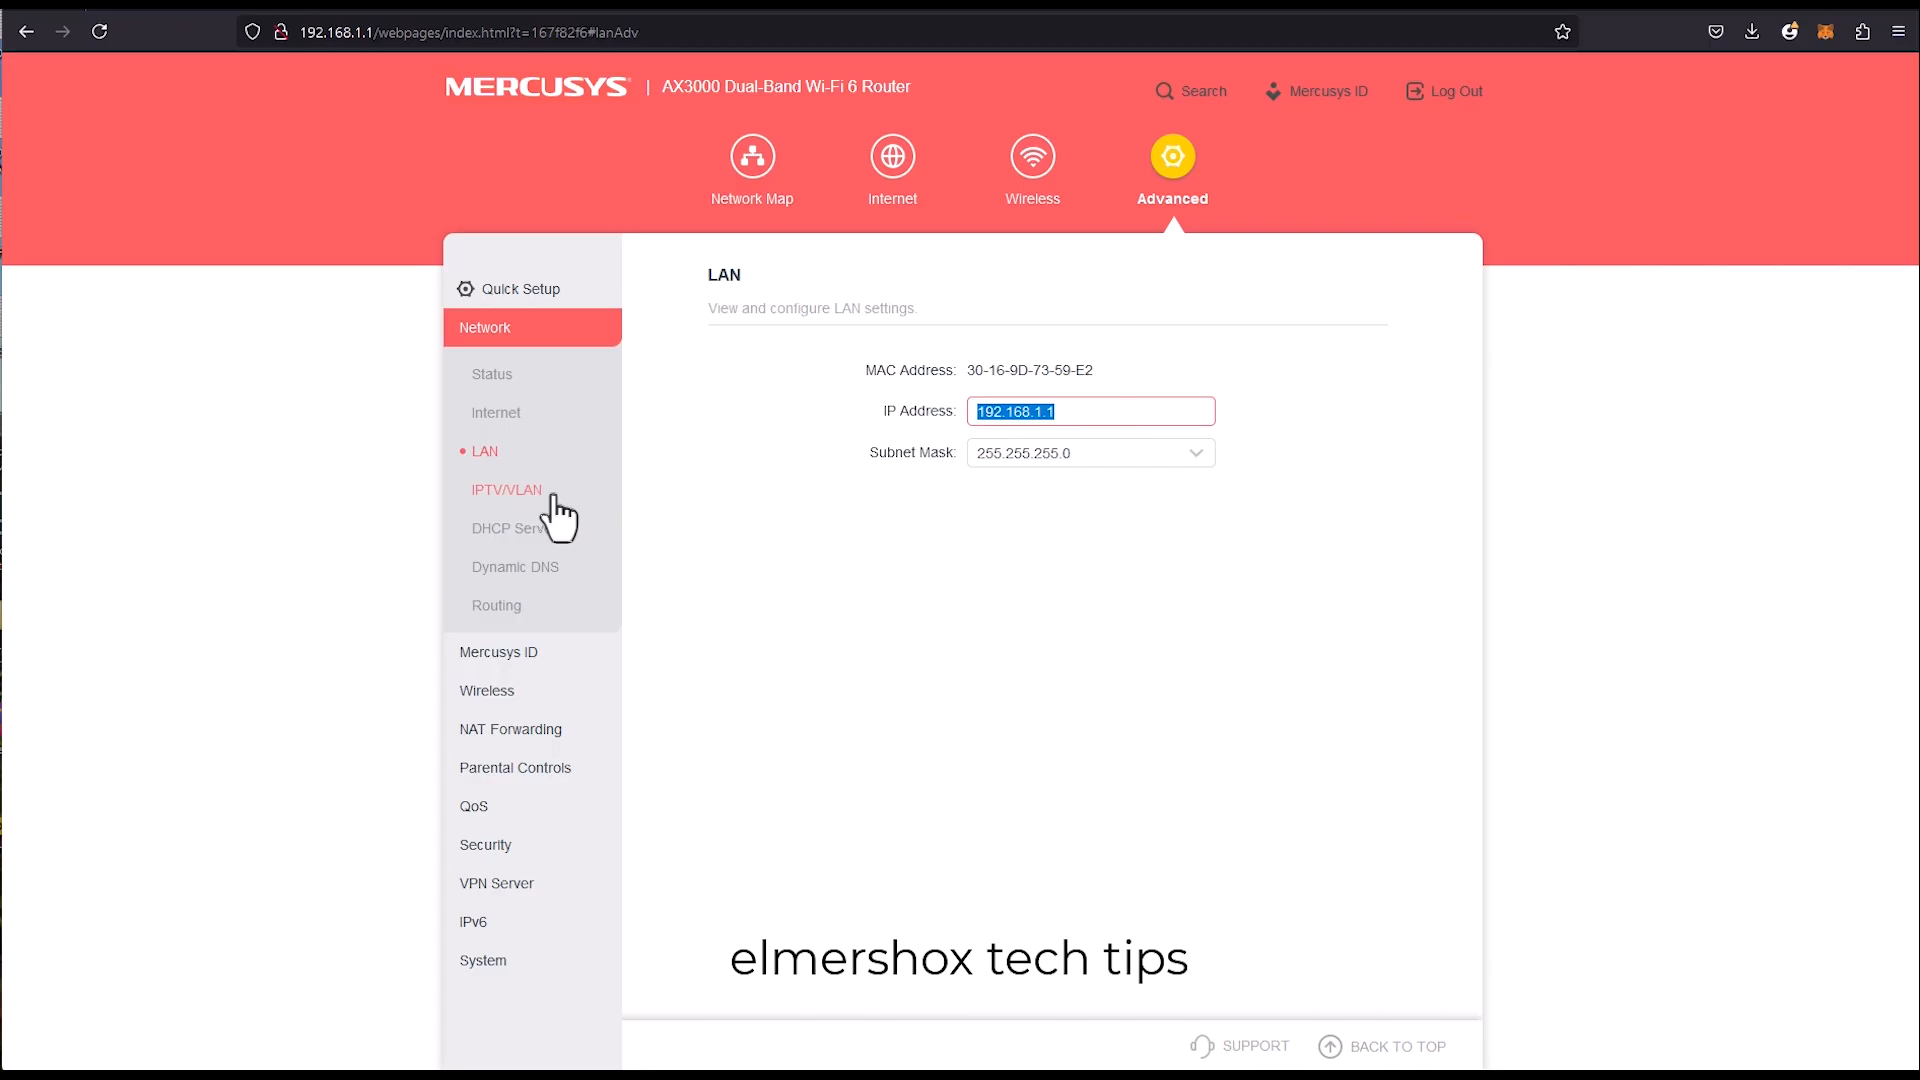 192.168.1.1/webpages/index.html?t=167f82f6#lanAdv
MERCUSYS | AX3000 Dual-Band Wi-Fi 6 Router
Search
Mercusys ID
Log Out
Network Map
Internet
Wireless
Advanced
Quick Setup
Network
Status
Internet
LAN
IPTV/VLAN
DHCP Serv
Dynamic DNS
Routing
Mercusys ID
Wireless
NAT Forwarding
Parental Controls
QoS
Security
VPN Server
IPv6
System
LAN
View and configure LAN settings.
MAC Address: 30-16-9D-73-59-E2
IP Address: 192.168.1.1
Subnet Mask: 255.255.255.0
elmershox tech tips
SUPPORT
BACK TO TOP